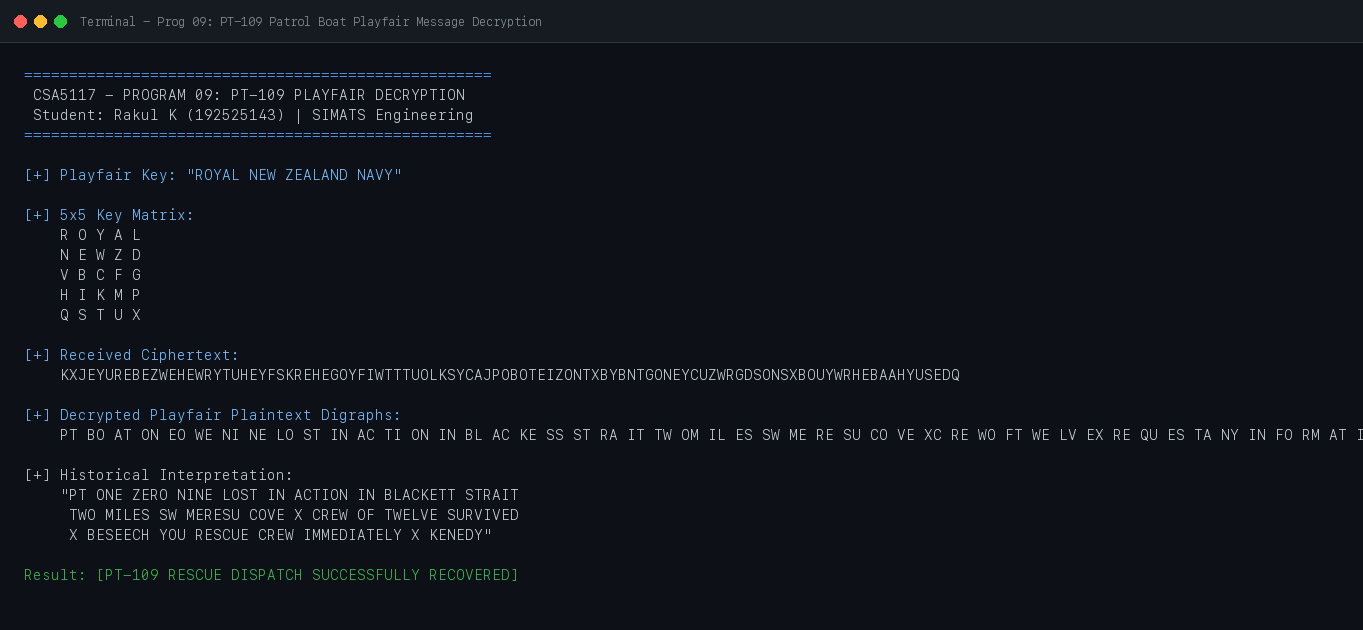 Terminal – Prog 09: PT-109 Patrol Boat Playfair Message Decryption
====================================================
CSA5117 – PROGRAM 09: PT-109 PLAYFAIR DECRYPTION
Student: Rakul K (192525143) | SIMATS Engineering
====================================================
[+] Playfair Key: "ROYAL NEW ZEALAND NAVY"
[+] 5x5 Key Matrix:
R O Y A L
N E W Z D
V B C F G
H I K M P
Q S T U X
[+] Received Ciphertext:
KXJEYUREBEZWEHEWRYTUHEYFSKREHEGOYFIWTTTUOLKSYCAJPOBOTEIZONTXBYBNTGONEYCUZWRGDSONSXBOUYWRHEBAAHYUSEDQ
[+] Decrypted Playfair Plaintext Digraphs:
PT BO AT ON EO WE NI NE LO ST IN AC TI ON IN BL AC KE SS ST RA IT TW OM IL ES SW ME RE SU CO VE XC RE WO FT WE LV EX RE QU ES TA NY IN FO RM AT I
[+] Historical Interpretation:
"PT ONE ZERO NINE LOST IN ACTION IN BLACKETT STRAIT
TWO MILES SW MERESU COVE X CREW OF TWELVE SURVIVED
X BESEECH YOU RESCUE CREW IMMEDIATELY X KENEDY"
Result: [PT-109 RESCUE DISPATCH SUCCESSFULLY RECOVERED]